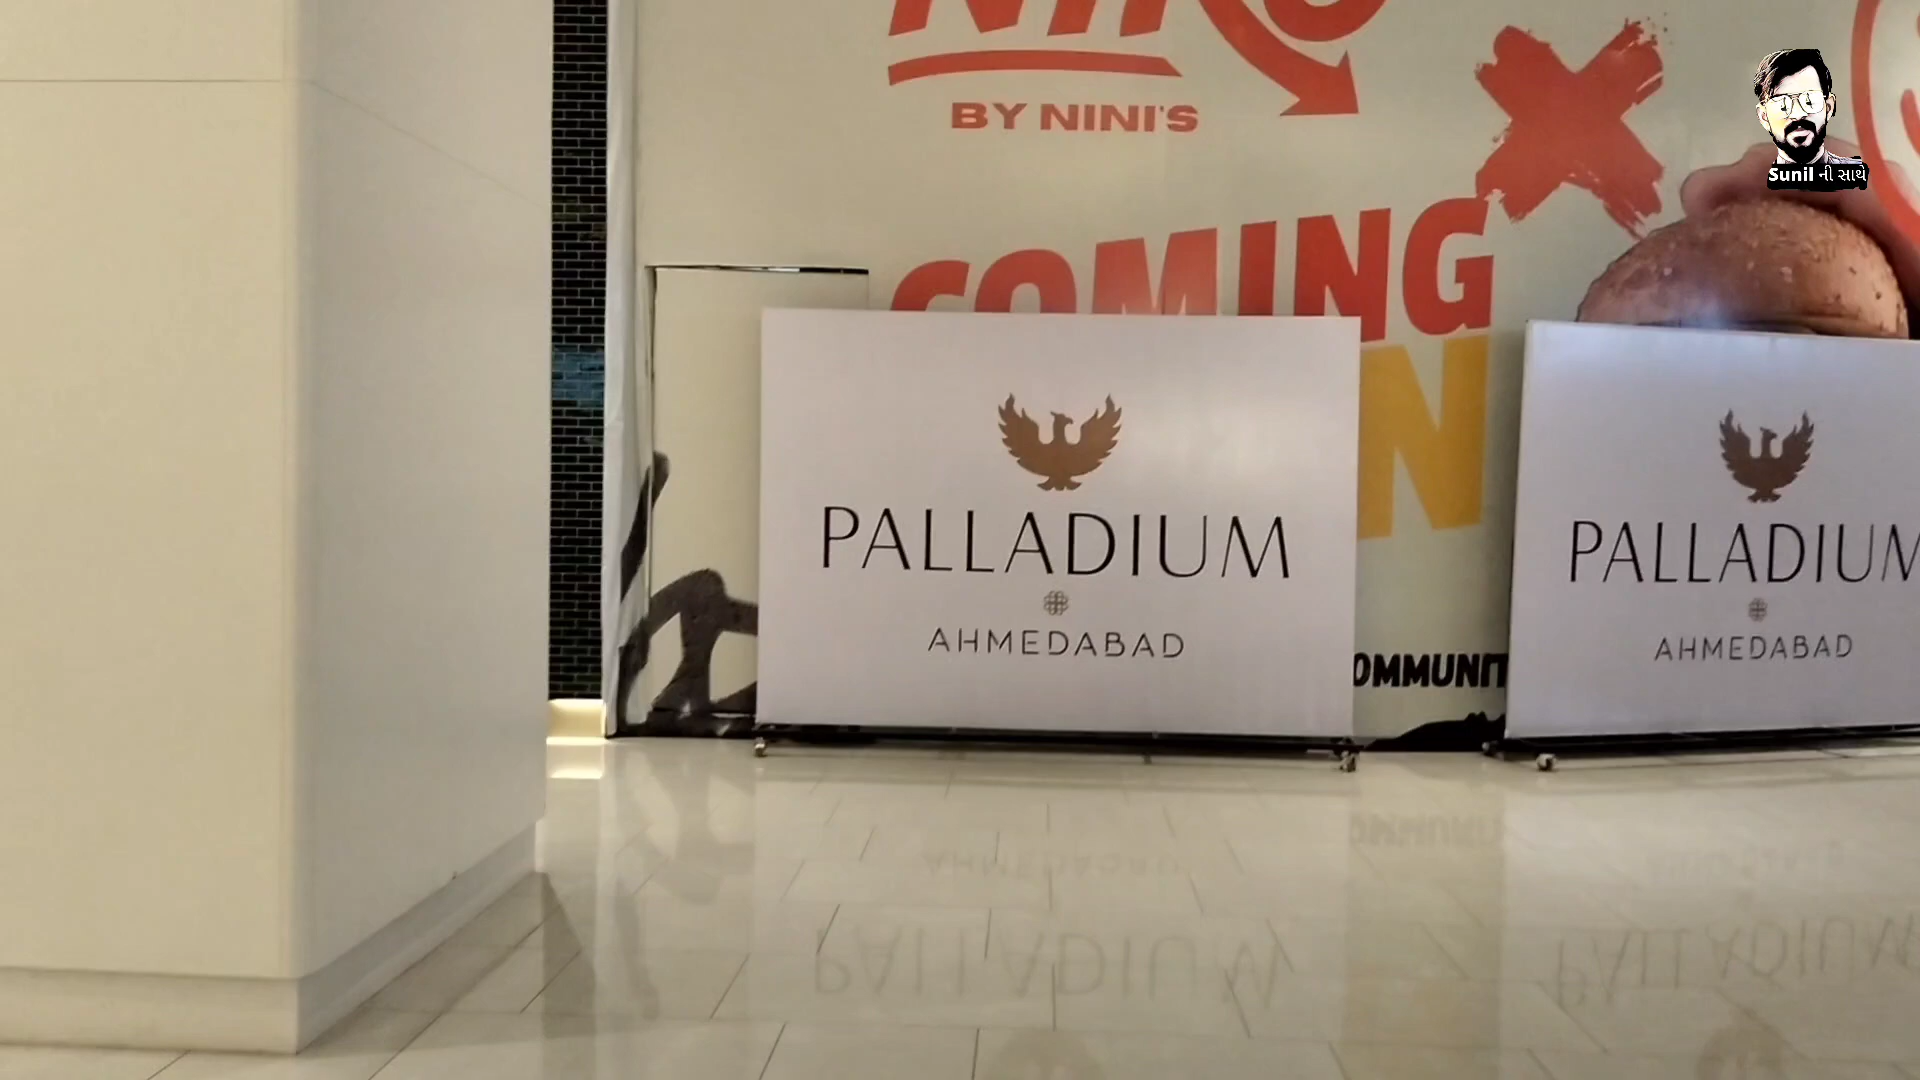 BY NINI'S
Sunil ની સાથે
COMING
PALLADIUM
AHMEDABAD
PALLADIUM
AHMEDABAD